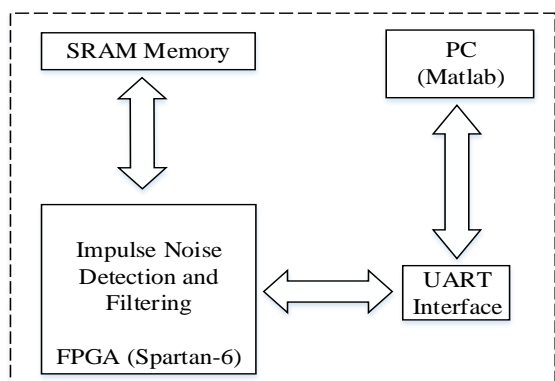 SRAM Memory
PC
(Matlab)
Impulse Noise
Detection and
Filtering
FPGA (Spartan-6)
UART
Interface